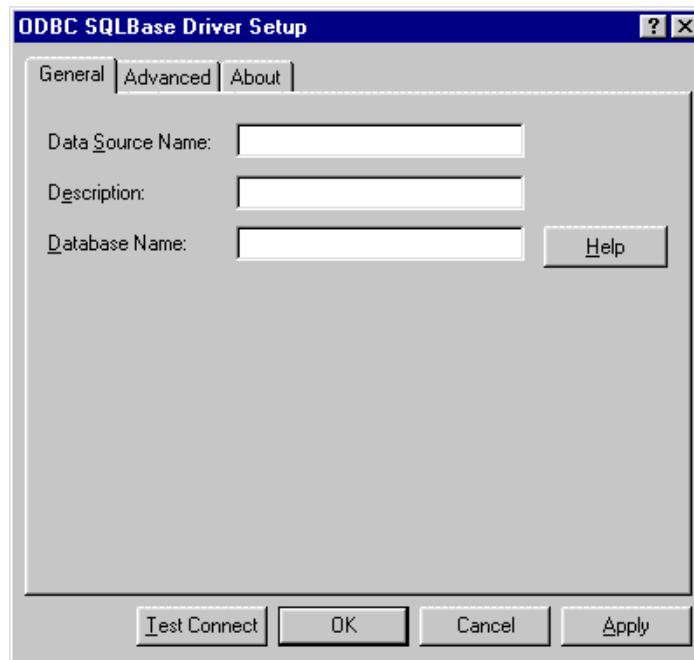 ODBC SQLBase Driver Setup
General Advanced About
Data Source Name:
Description:
Database Name:
Help
Test Connect OK Cancel Apply